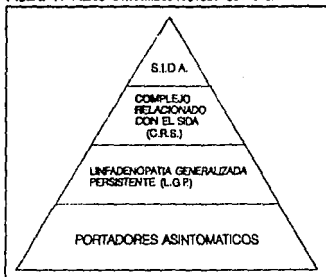 S.I.D.A.
COMPLEJO
RELACIONADO
CON EL SIDA
(C.R.S.)
LINFADENOPATIA GENERALIZADA
PERSISTENTE (L.G.P.)
PORTADORES ASINTOMATICOS